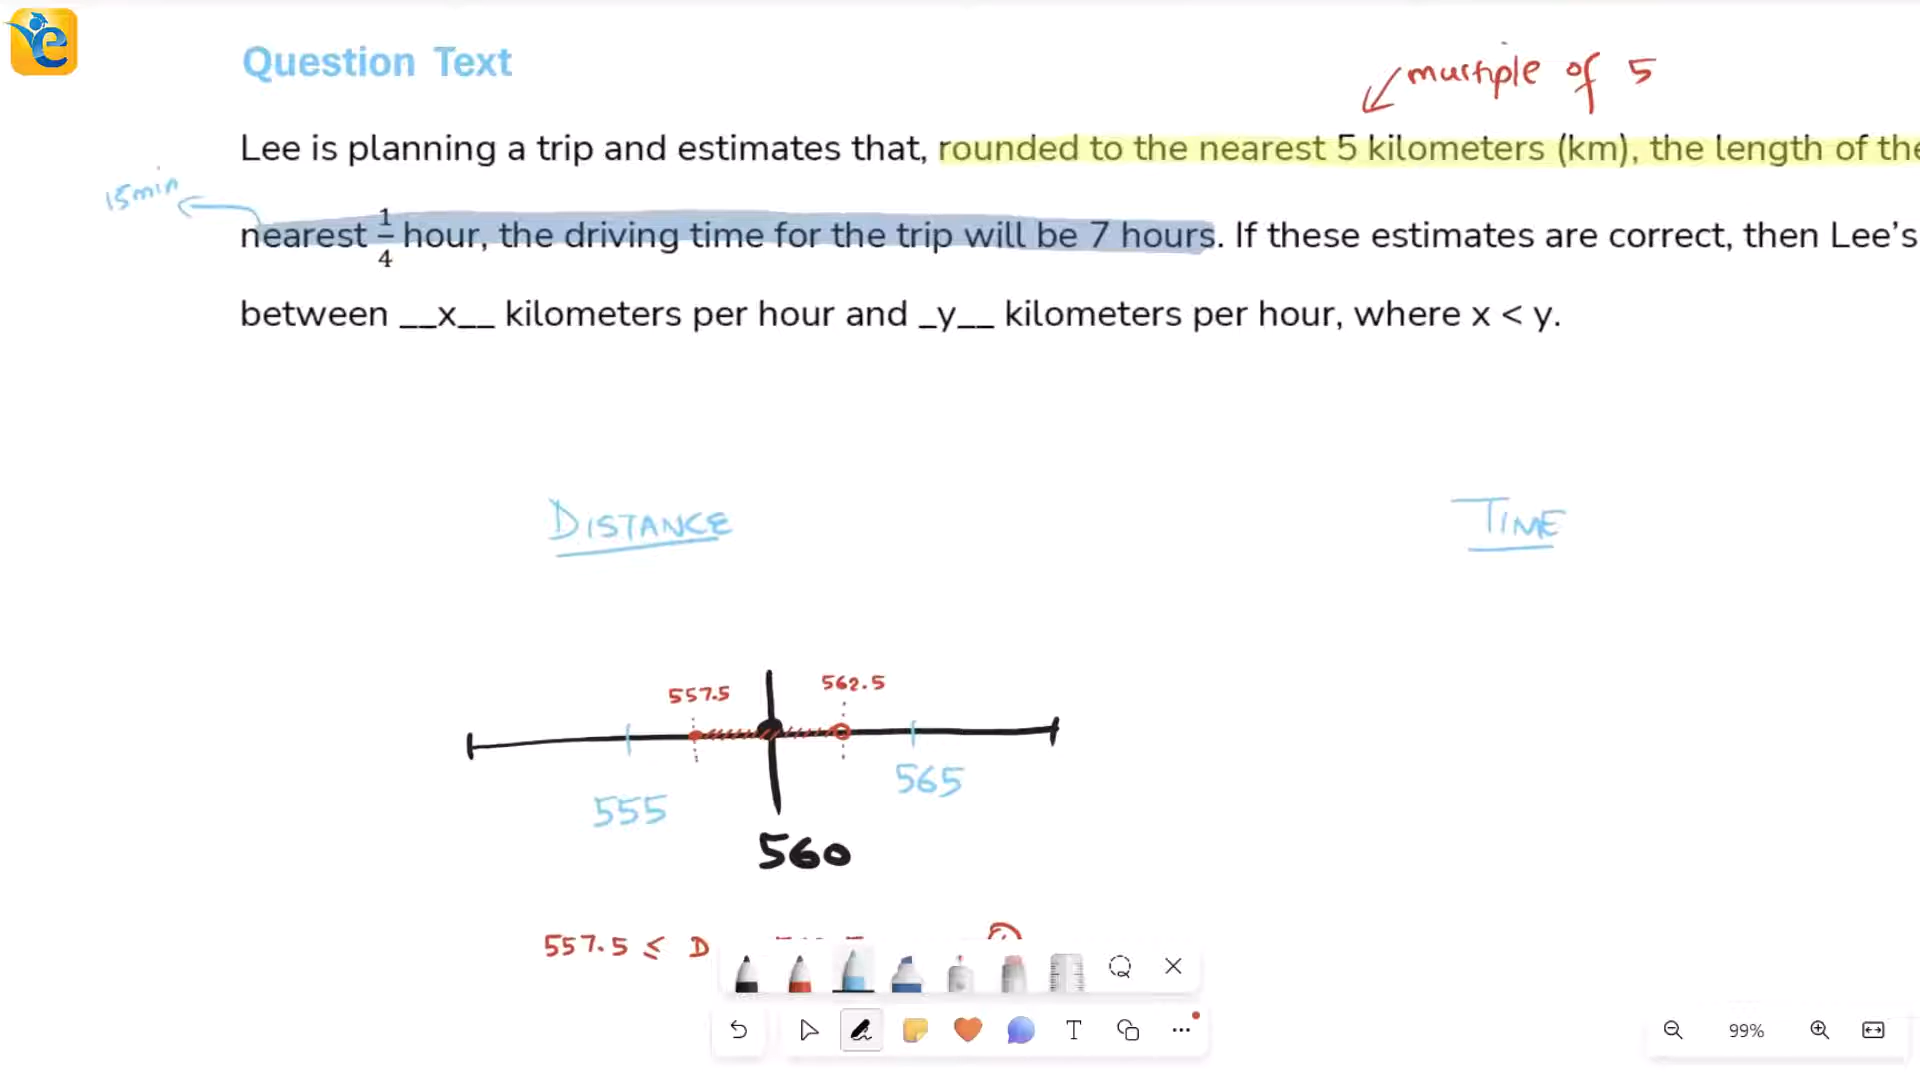 Question Text
multiple of 5
Lee is planning a trip and estimates that, rounded to the nearest 5 kilometers (km), the length of the
15min
nearest 1/4 hour, the driving time for the trip will be 7 hours. If these estimates are correct, then Lee’s
between __x__ kilometers per hour and _y__ kilometers per hour, where x < y.
DISTANCE
TIME
557.5
562.5
555
565
560
557.5 ≤ D
T
99%